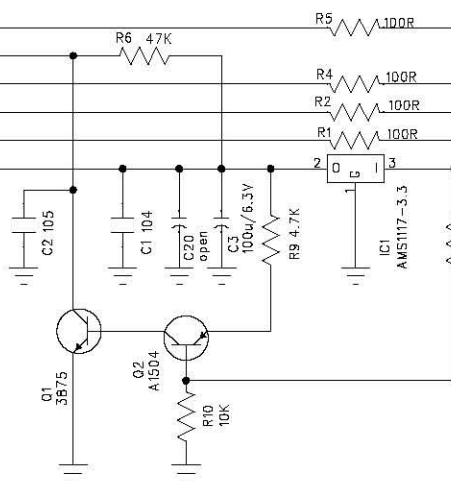 R5
100R
R6 47K
R4
100R
R2
100R
R1
100R
2 O I 3
G
1
C2 105
C1 104
C20
open
C3
100u/6.3V
R9 4.7K
IC1
AMS1117-3.3
Q1
3875
Q2
A1504
R10
10K